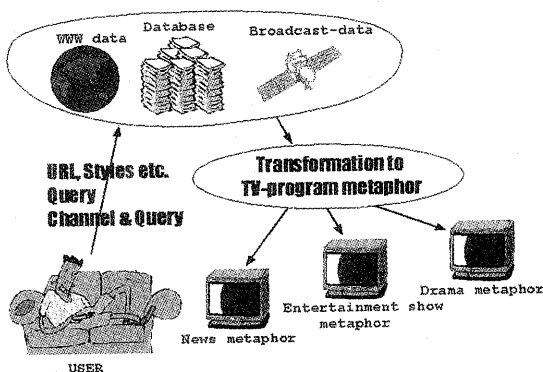 WWW data
Database
Broadcast-data
URL, Styles etc.
Query
Channel & Query
Transformation to
TV-program metaphor
News metaphor
Entertainment show
metaphor
Drama metaphor
USER